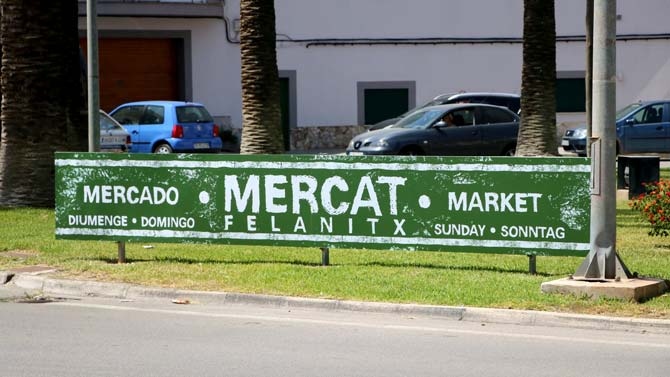 MERCADO • MERCAT • MARKET
DIUMENGE • DOMINGO FELANITX SUNDAY • SONNTAG